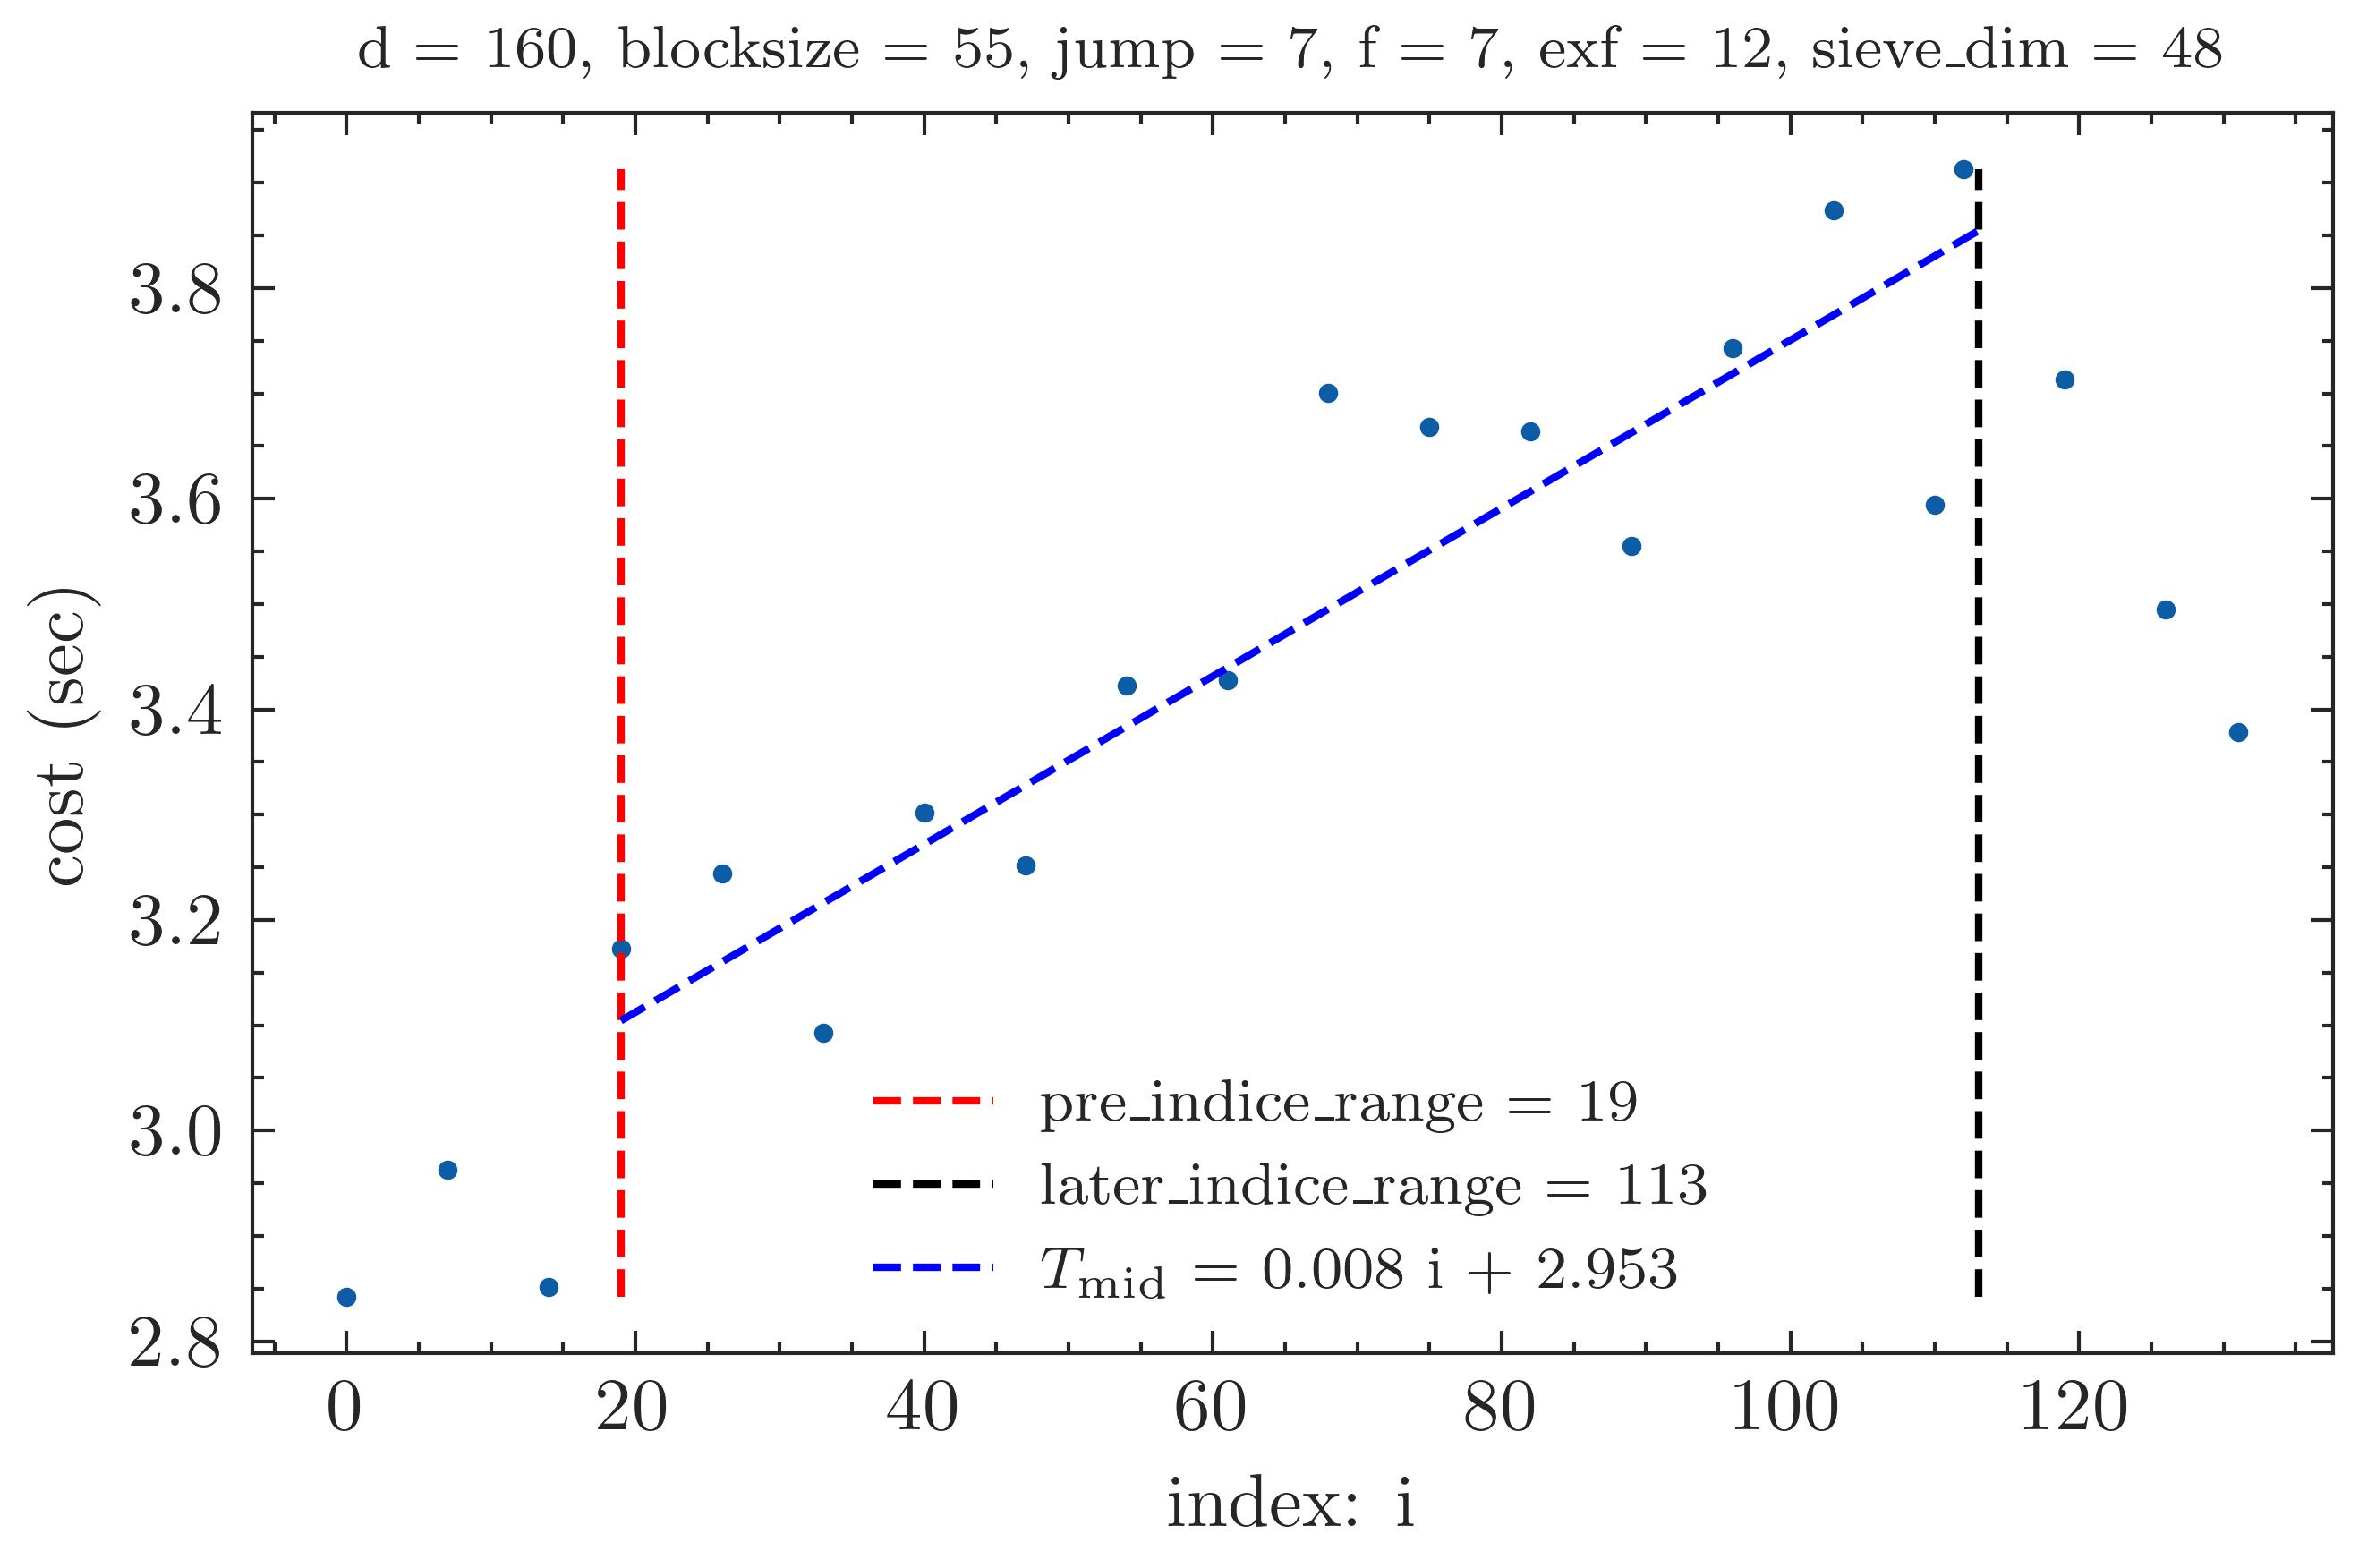 d = 160, blocksize = 55, jump = 7, f = 7, exf = 12, sieve_dim = 48
cost (sec)
3.8
3.6
3.4
3.2
3.0
2.8
pre_indice_range = 19
later_indice_range = 113
T_mid = 0.008 i + 2.953
0 20 40 60 80 100 120
index: i